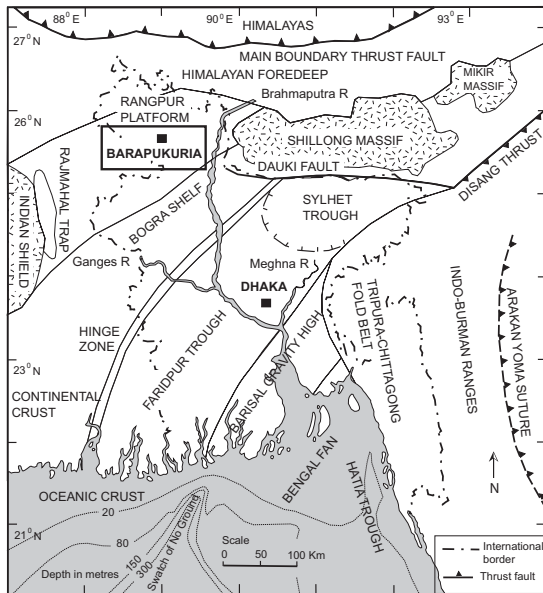 88° E
90° E
93° E
27° N
HIMALAYAS
MAIN BOUNDARY THRUST FAULT
HIMALAYAN FOREDEEP
MIKIR
MASSIF
Brahmaputra R
26° N
RANGPUR
PLATFORM
BARAPUKURIA
SHILLONG MASSIF
DAUKI FAULT
DISANG THRUST
RAJMAHAL TRAP
INDIAN SHIELD
BOGRA SHELF
SYLHET
TROUGH
Ganges R
Meghna R
DHAKA
HINGE
ZONE
FARIDPUR TROUGH
BARISAL GRAVITY HIGH
TRIPURA-CHITTAGONG
FOLD BELT
INDO-BURMAN RANGES
ARAKAN YOMA SUTURE
23° N
CONTINENTAL
CRUST
BENGAL FAN
HATIA TROUGH
N
OCEANIC CRUST
20
80
150
300
Swatch of No Ground
21° N
Depth in metres
Scale
0 50 100 Km
International
border
Thrust fault